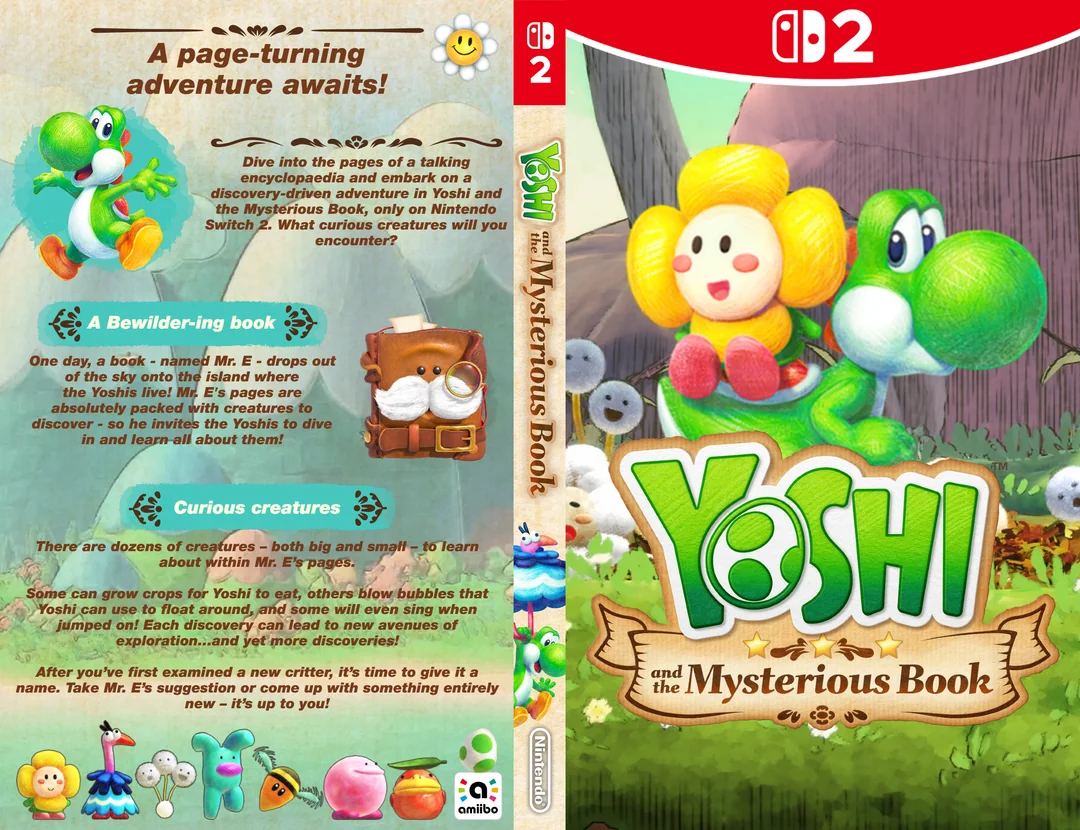 A page-turning
adventure awaits!
Dive into the pages of a talking
encyclopaedia and embark on a
discovery-driven adventure in Yoshi and
the Mysterious Book, only on Nintendo
Switch 2. What curious creatures will you
encounter?
A Bewilder-ing book
One day, a book - named Mr. E - drops out
of the sky onto the island where
the Yoshis live! Mr. E's pages are
absolutely packed with creatures to
discover - so he invites the Yoshis to dive
in and learn all about them!
Curious creatures
There are dozens of creatures – both big and small – to learn
about within Mr. E's pages.
Some can grow crops for Yoshi to eat, others blow bubbles that
Yoshi can use to float around, and some will even sing when
jumped on! Each discovery can lead to new avenues of
exploration...and yet more discoveries!
After you've first examined a new critter, it's time to give it a
name. Take Mr. E's suggestion or come up with something entirely
new – it's up to you!
amiibo
2
YOSHI
and the Mysterious Book
Nintendo
2
YOSHI
TM
and
the Mysterious Book